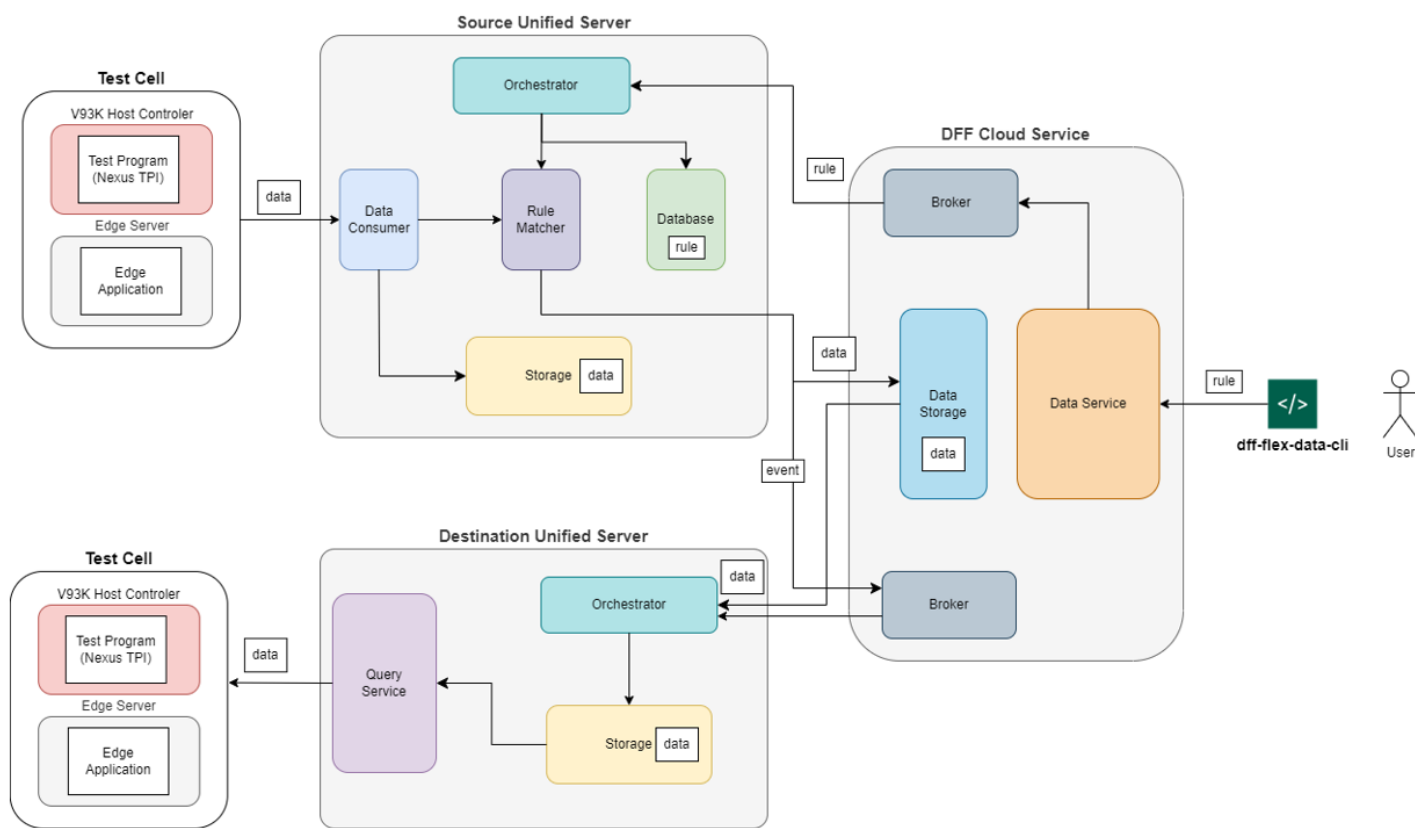 Source Unified Server
Test Cell
V93K Host Controler
Test Program
(Nexus TPI)
Edge Server
Edge
Application
data
Orchestrator
Data
Consumer
Rule
Matcher
Database
rule
Storage
data
DFF Cloud Service
rule
Broker
data
Data
Storage
data
Data Service
rule
</>
dff-flex-data-cli
User
event
Broker
Destination Unified Server
data
Orchestrator
Query
Service
Storage
data
data
Test Cell
V93K Host Controler
Test Program
(Nexus TPI)
Edge Server
Edge
Application